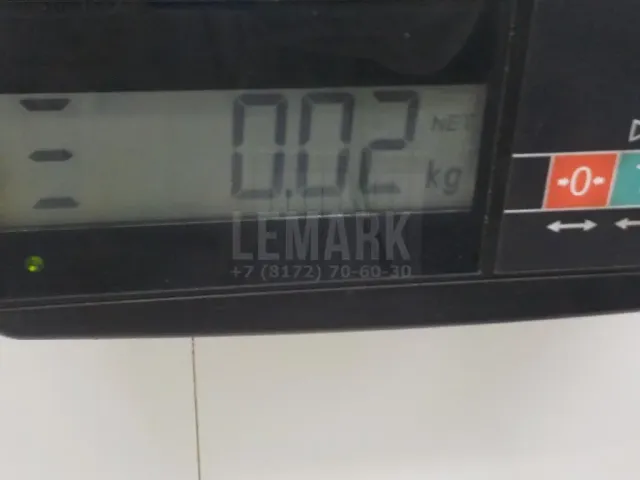 0.02
NET
kg
→0←
LEMARK
+7 (8172) 70-60-30